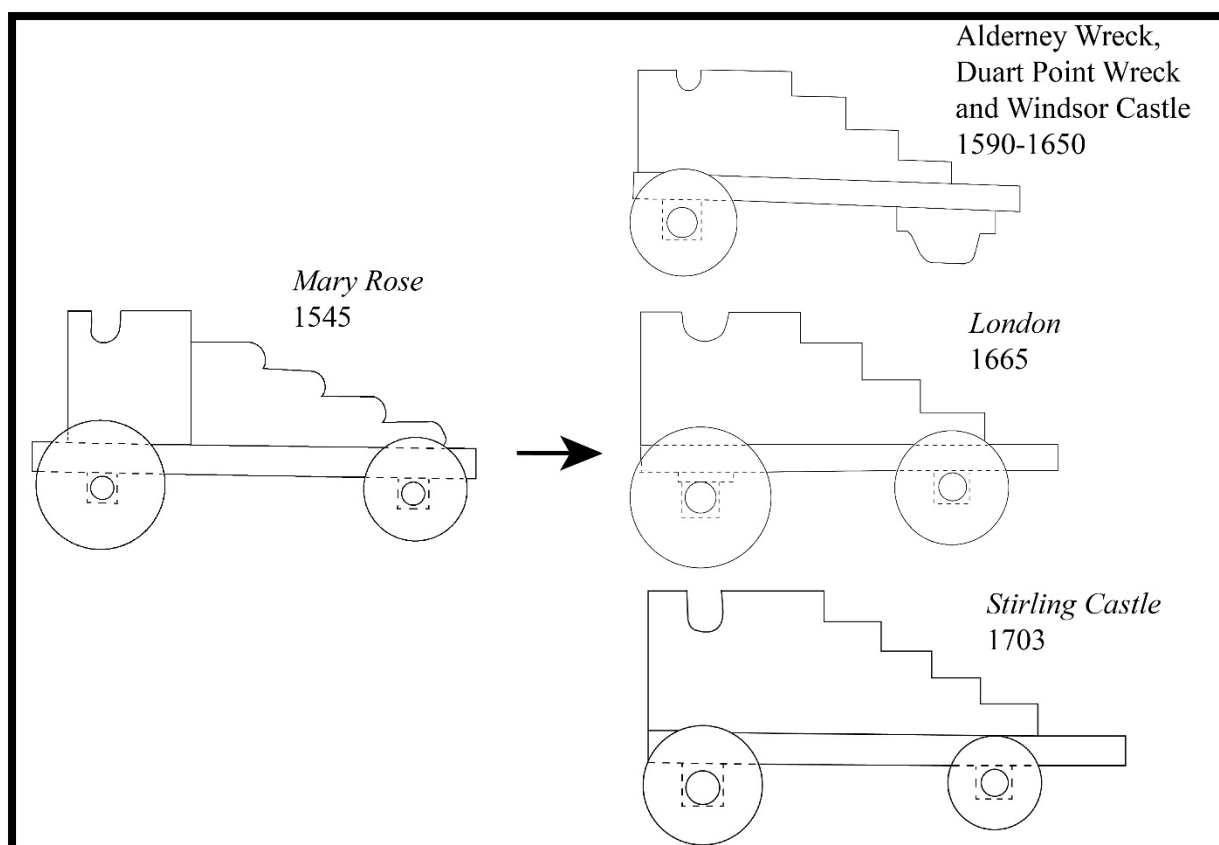 Alderney Wreck,
Duart Point Wreck
and Windsor Castle
1590-1650
Mary Rose
1545
London
1665
Stirling Castle
1703